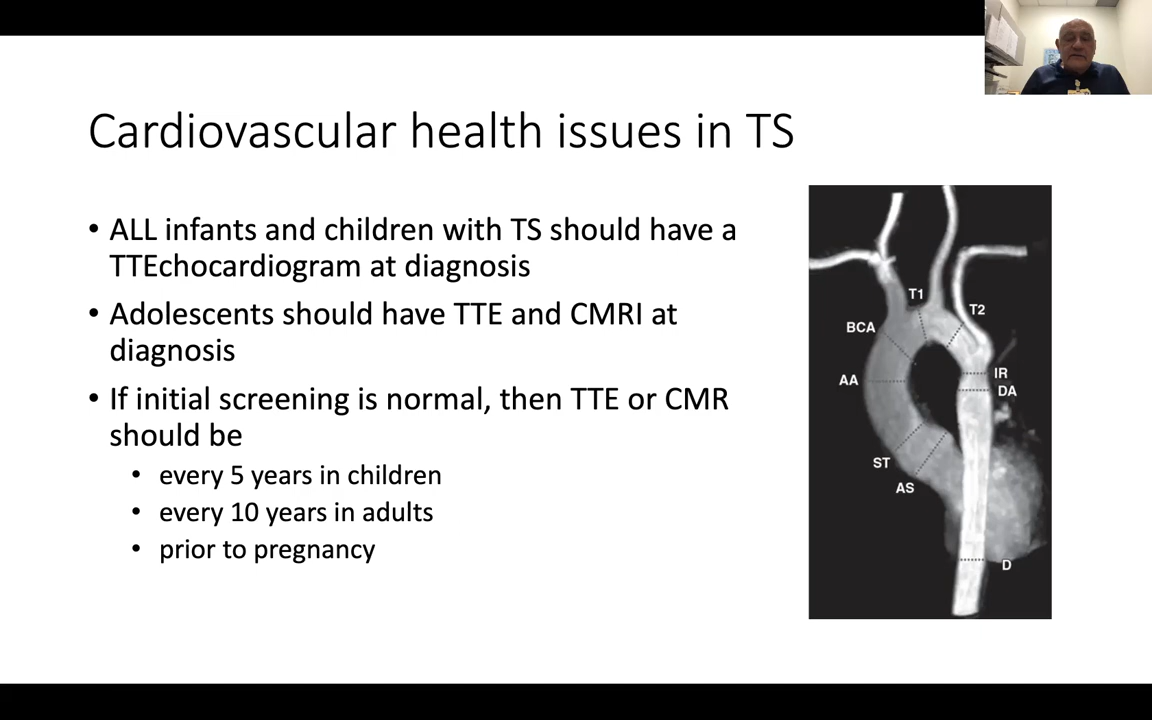 Cardiovascular health issues in TS
• ALL infants and children with TS should have a
TTEchocardiogram at diagnosis
• Adolescents should have TTE and CMRI at
diagnosis
• If initial screening is normal, then TTE or CMR
should be
• every 5 years in children
• every 10 years in adults
• prior to pregnancy
T1
T2
BCA
IR
AA
DA
ST
AS
D